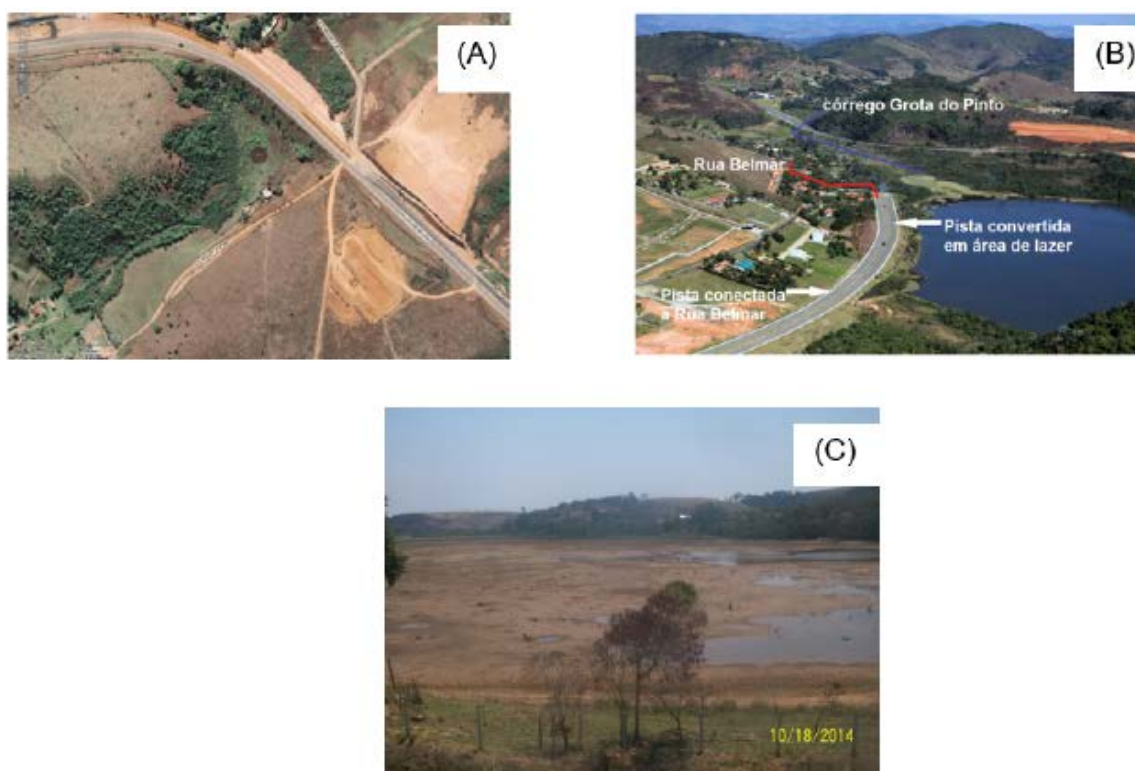 (A)
(B)
córrego Grota do Pinto
Rua Belmar
Pista convertida
em área de lazer
Pista conectada
a Rua Belmar
(C)
10/18/2014